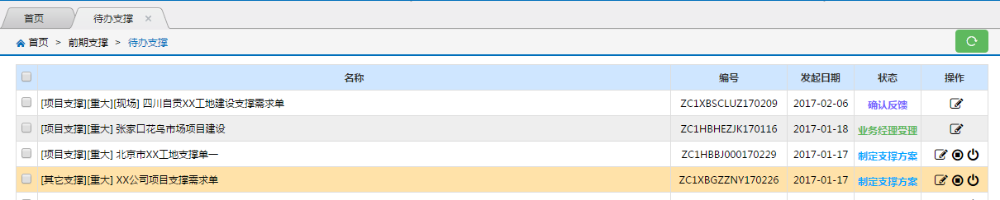 首页 待办支撑
首页 > 前期支撑 > 待办支撑
名称 编号 发起日期 状态 操作
[项目支撑][重大][现场] 四川自贡XX工地建设支撑需求单 ZC1XBSCLUZ170209 2017-02-06 确认反馈
[项目支撑][重大] 张家口花鸟市场项目建设 ZC1HBHEZJK170116 2017-01-18 业务经理受理
[项目支撑][重大] 北京市XX工地支撑单一 ZC1HBBJ000170229 2017-01-17 制定支撑方案
[其它支撑][重大] XX公司项目支撑需求单 ZC1XBGZZNY170226 2017-01-17 制定支撑方案